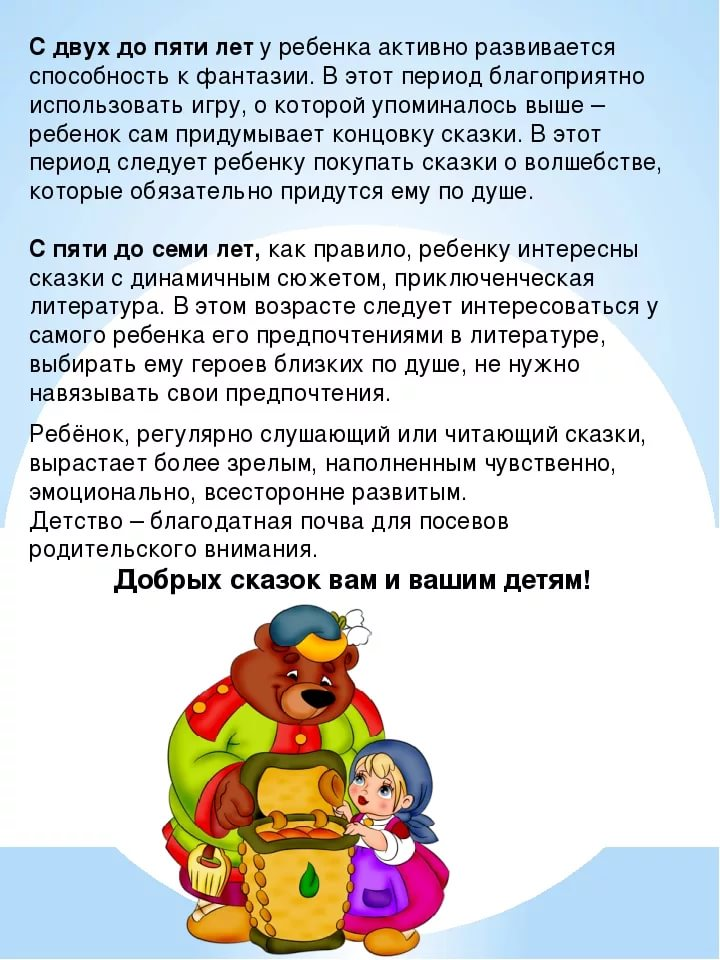 С двух до пяти лет у ребенка активно развивается
способность к фантазии. В этот период благоприятно
использовать игру, о которой упоминалось выше –
ребенок сам придумывает концовку сказки. В этот
период следует ребенку покупать сказки о волшебстве,
которые обязательно придутся ему по душе.
С пяти до семи лет, как правило, ребенку интересны
сказки с динамичным сюжетом, приключенческая
литература. В этом возрасте следует интересоваться у
самого ребенка его предпочтениями в литературе,
выбирать ему героев близких по душе, не нужно
навязывать свои предпочтения.
Ребёнок, регулярно слушающий или читающий сказки,
вырастает более зрелым, наполненным чувственно,
эмоционально, всесторонне развитым.
Детство – благодатная почва для посевов
родительского внимания.
Добрых сказок вам и вашим детям!